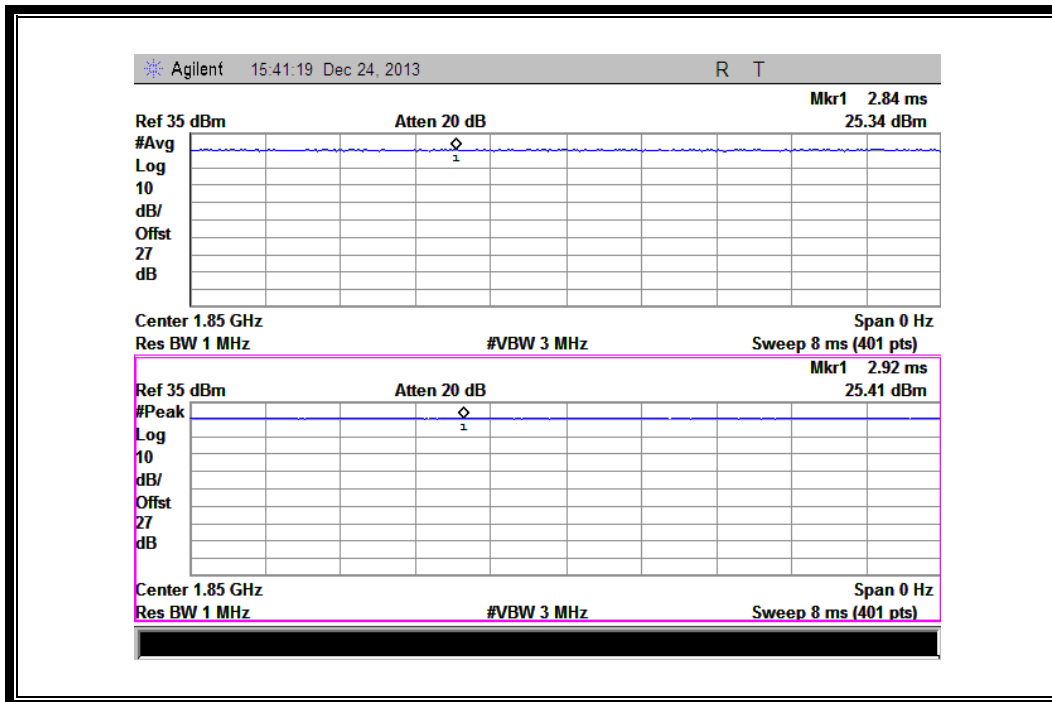 Agilent 15:41:19 Dec 24, 2013 R T
Mkr1 2.84 ms
Ref 35 dBm Atten 20 dB 25.34 dBm
#Avg
Log
10
dB/
Offst
27
dB
1
Center 1.85 GHz Span 0 Hz
Res BW 1 MHz #VBW 3 MHz Sweep 8 ms (401 pts)
Mkr1 2.92 ms
Ref 35 dBm Atten 20 dB 25.41 dBm
#Peak
Log
10
dB/
Offst
27
dB
1
Center 1.85 GHz Span 0 Hz
Res BW 1 MHz #VBW 3 MHz Sweep 8 ms (401 pts)